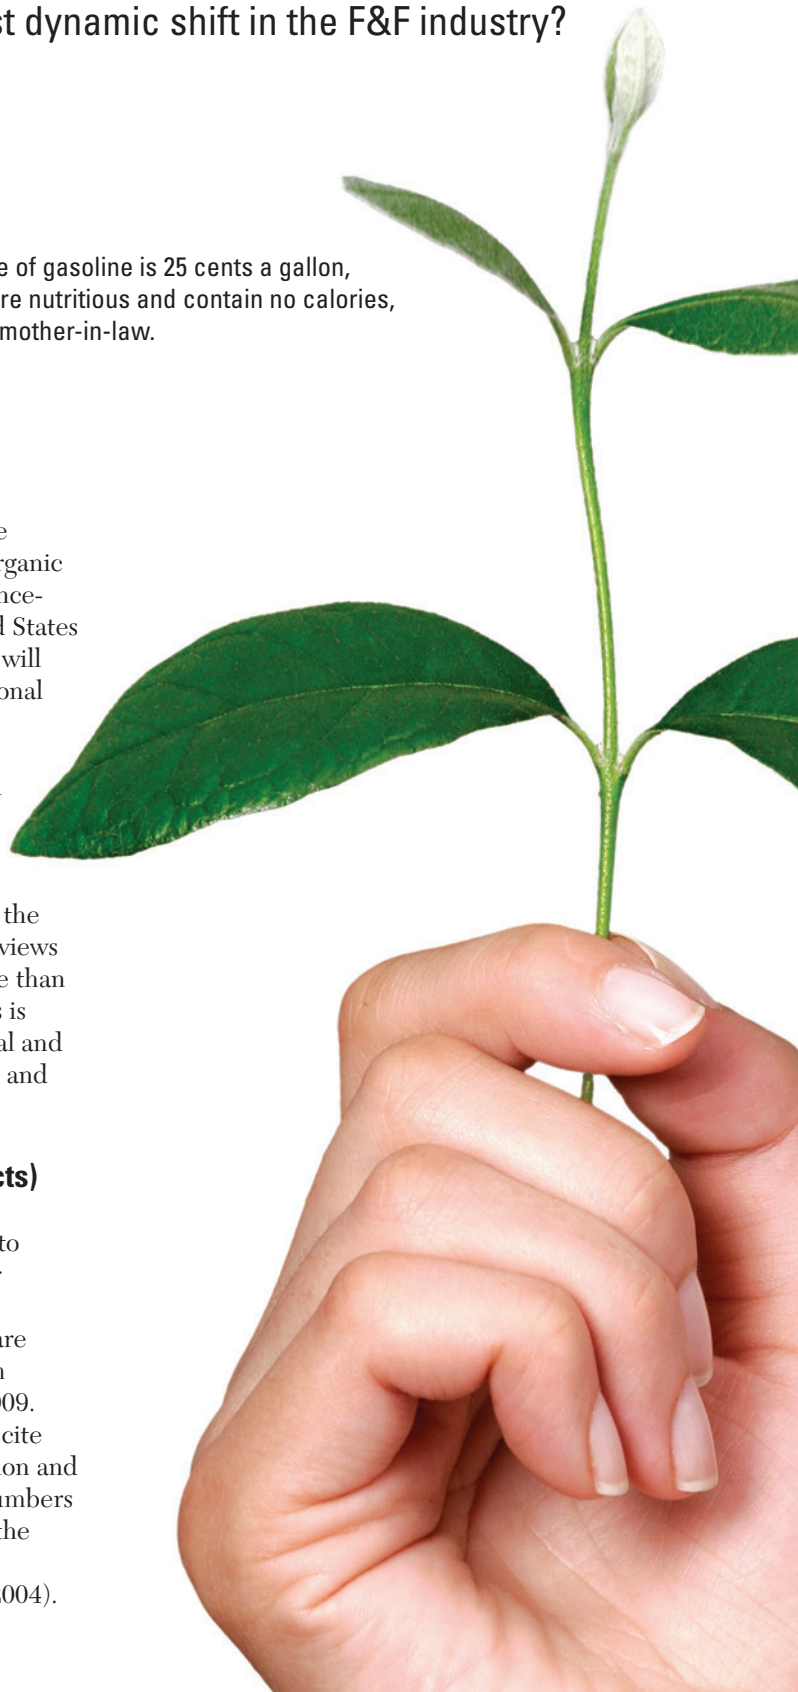 st dynamic shift in the F&F industry?
e of gasoline is 25 cents a gallon,
re nutritious and contain no calories,
mother-in-law.
e
rganic
nce-
d States
will
onal
the
views
e than
s is
al and
and
cts)
to
are
n
009.
cite
ion and
umbers
the
2004).